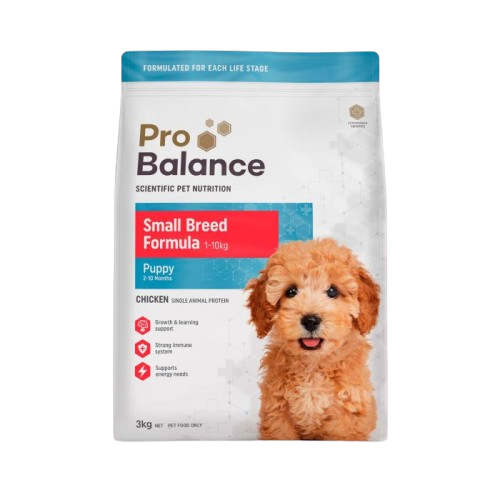 FORMULATED FOR EACH LIFE STAGE
Pro
Balance
SCIENTIFIC PET NUTRITION
Small Breed
Formula 1-10kg
Puppy
2-10 Months
CHICKEN SINGLE ANIMAL PROTEIN
Growth & learning
support
Strong immune
system
Supports
energy needs
3kg NET PET FOOD ONLY